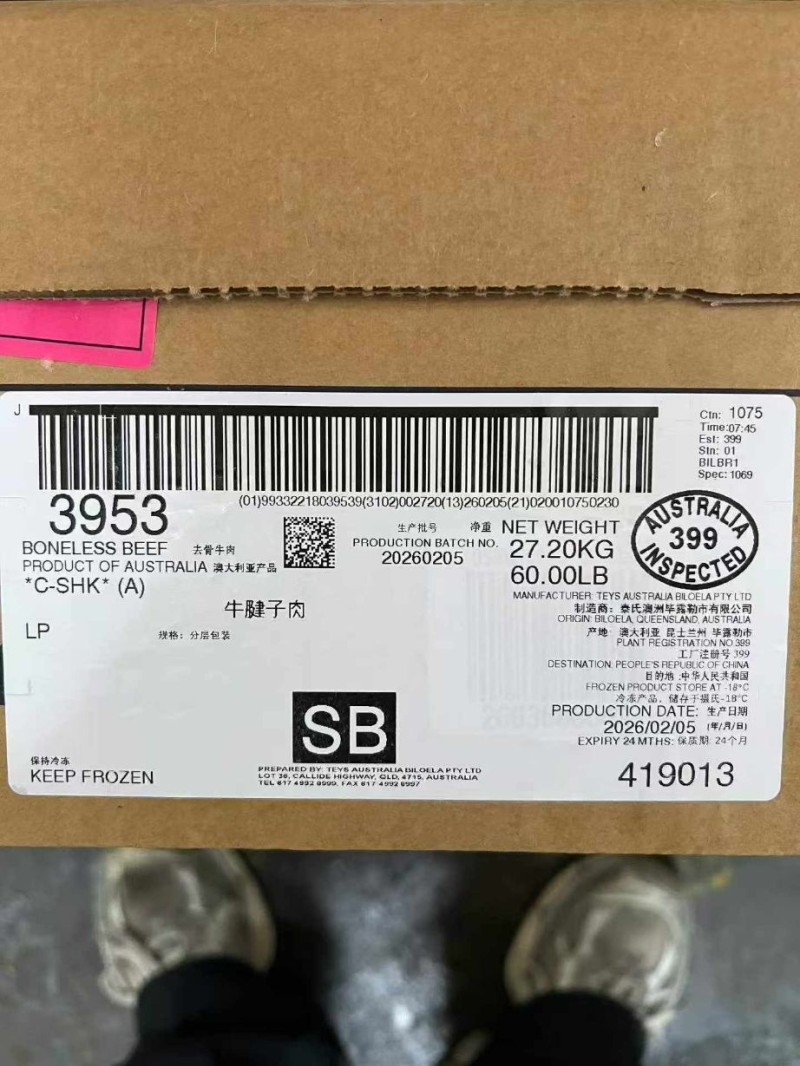 J
Ctn: 1075
Time:07:45
Est: 399
Stn: 01
BILBR1
Spec: 1069
(01)99332218039539(3102)002720(13)260205(21)020010750230
3953
BONELESS BEEF 去骨牛肉
PRODUCT OF AUSTRALIA 澳大利亚产品
*C-SHK* (A)
牛腱子肉
LP
规格：分层包装
生产批号
PRODUCTION BATCH NO.
20260205
净重 NET WEIGHT
27.20KG
60.00LB
AUSTRALIA
399
INSPECTED
MANUFACTURER: TEYS AUSTRALIA BILOELA PTY LTD
制造商：泰氏澳洲毕露勒市有限公司
ORIGIN: BILOELA, QUEENSLAND, AUSTRALIA
产地：澳大利亚 昆士兰州 毕露勒市
PLANT REGISTRATION NO 399
工厂注册号 399
DESTINATION: PEOPLE'S REPUBLIC OF CHINA
目的地 :中华人民共和国
FROZEN PRODUCT STORE AT -18°C
冷冻产品，储存于摄氏-18°C
PRODUCTION DATE: 生产日期
2026/02/05 (年/月/日)
EXPIRY 24 MTHS: 保质期 24个月
419013
SB
保持冷冻
KEEP FROZEN
PREPARED BY: TEYS AUSTRALIA BILOELA PTY LTD
LOT 38, CALLIDE HIGHWAY, QLD, 4715, AUSTRALIA